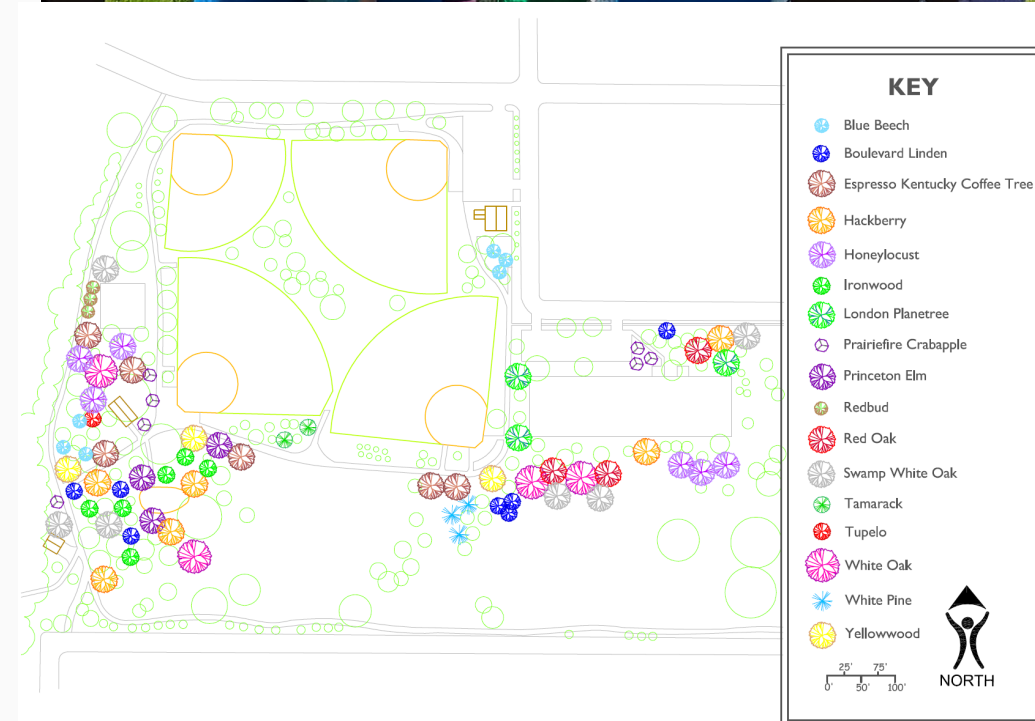 KEY
Blue Beech
Boulevard Linden
Espresso Kentucky Coffee Tree
Hackberry
Honeylocust
Ironwood
London Planetree
Prairiefire Crabapple
Princeton Elm
Redbud
Red Oak
Swamp White Oak
Tamarack
Tupelo
White Oak
White Pine
Yellowwood
25' 75'
0' 50' 100'
NORTH